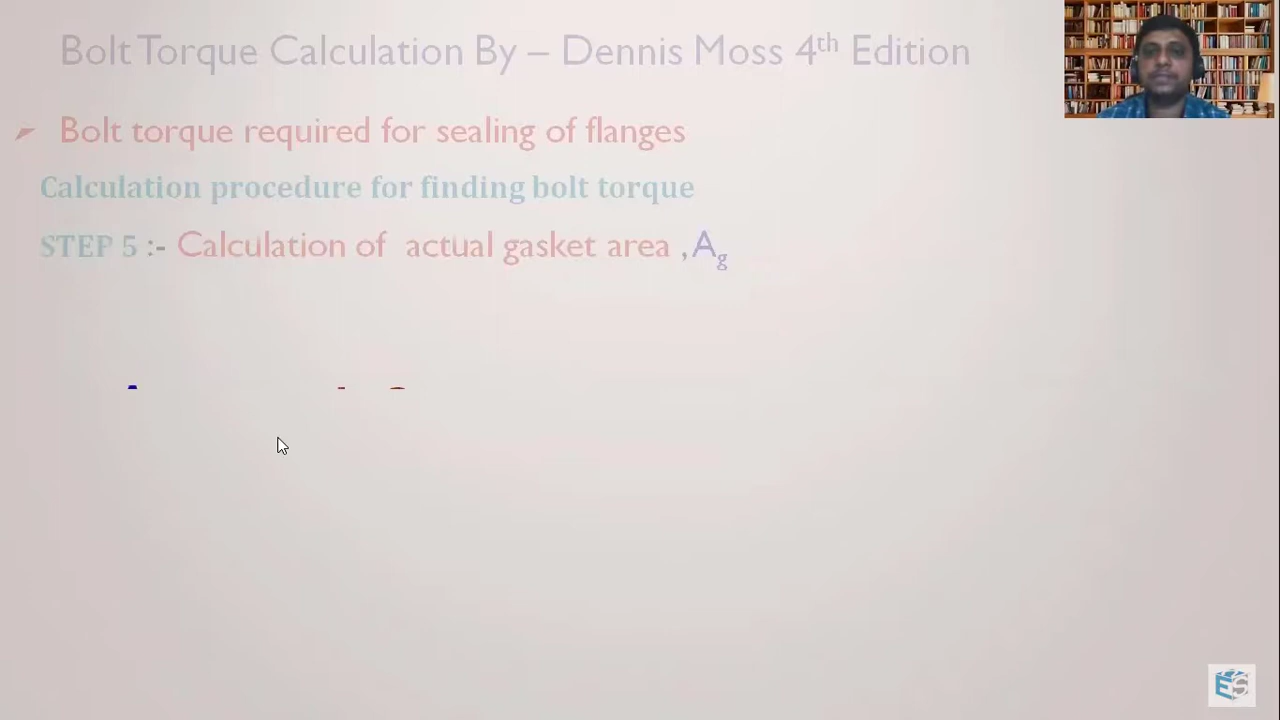 Bolt Torque Calculation By – Dennis Moss 4th Edition
Bolt torque required for sealing of flanges
Calculation procedure for finding bolt torque
STEP 5 :- Calculation of actual gasket area , Ag
ES